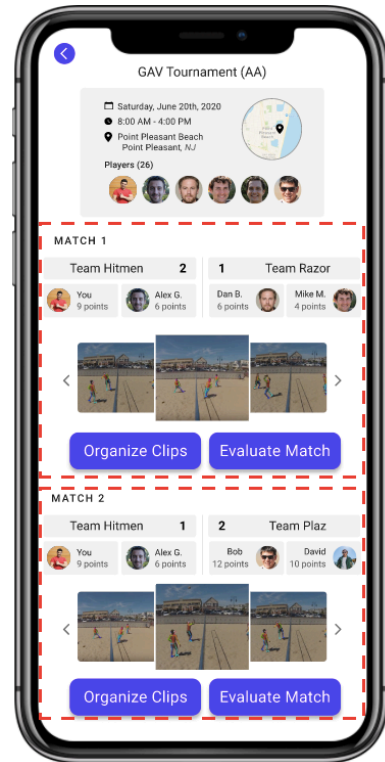 GAV Tournament (AA)
Saturday, June 20th, 2020
8:00 AM - 4:00 PM
Point Pleasant Beach
Point Pleasant, NJ
Players (26)
MATCH 1
Team Hitmen 2 1 Team Razor
You Alex G. Dan B. Mike M.
9 points 6 points 6 points 4 points
Organize Clips Evaluate Match
MATCH 2
Team Hitmen 1 2 Team Plaz
You Alex G. Bob David
9 points 6 points 12 points 10 points
Organize Clips Evaluate Match